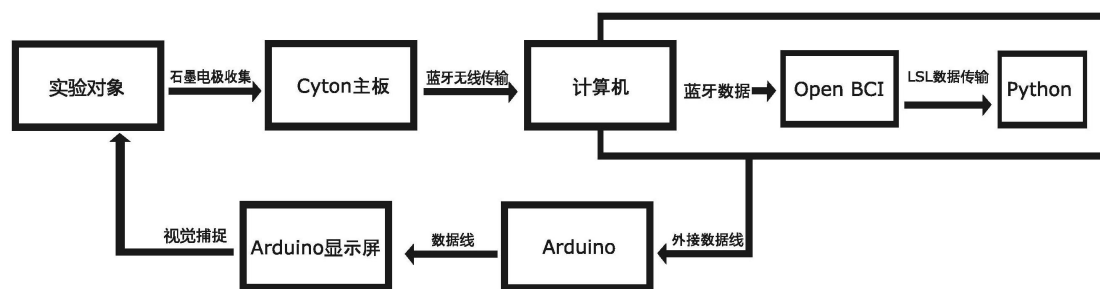 实验对象
石墨电极收集
Cyton主板
蓝牙无线传输
计算机
蓝牙数据
Open BCI
LSL数据传输
Python
视觉捕捉
Arduino显示屏
数据线
Arduino
外接数据线